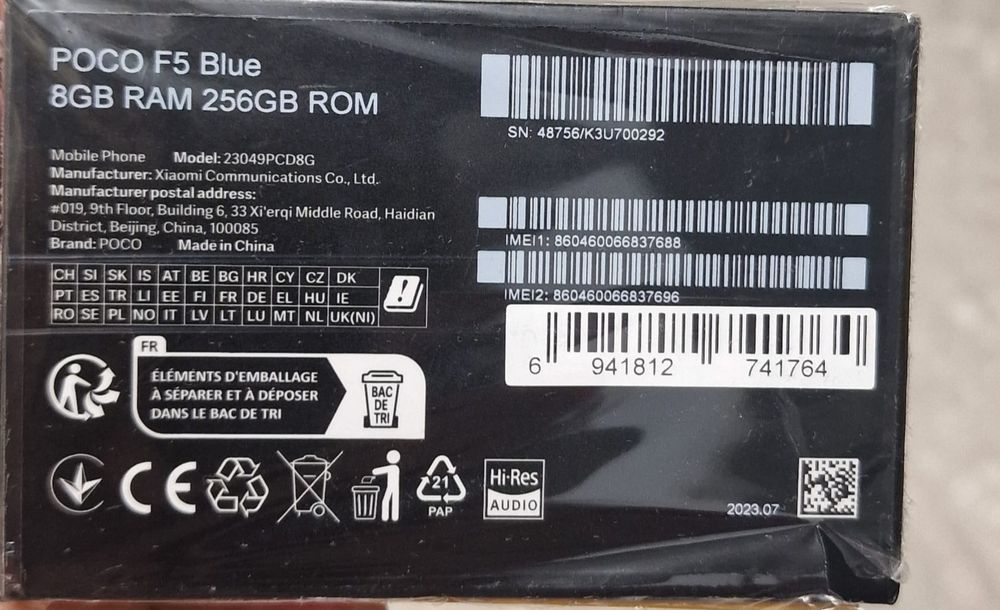 POCO F5 Blue
8GB RAM 256GB ROM
Mobile Phone Model: 23049PCD8G
Manufacturer: Xiaomi Communications Co., Ltd.
Manufacturer postal address:
#019, 9th Floor, Building 6, 33 Xi'erqi Middle Road, Haidian
District, Beijing, China, 100085
Brand: POCO Made in China
CH SI SK IS AT BE BG HR CY CZ DK
PT ES TR LI EE FI FR DE EL HU IE
RO SE PL NO IT LV LT LU MT NL UK(NI)
SN: 48756/K3U700292
IMEI1: 860460066837688
IMEI2: 860460066837696
6 941812 741764
FR
ÉLÉMENTS D'EMBALLAGE
À SÉPARER ET À DÉPOSER
DANS LE BAC DE TRI
BAC
DE
TRI
CE
21
PAP
Hi-Res
AUDIO
2023.07